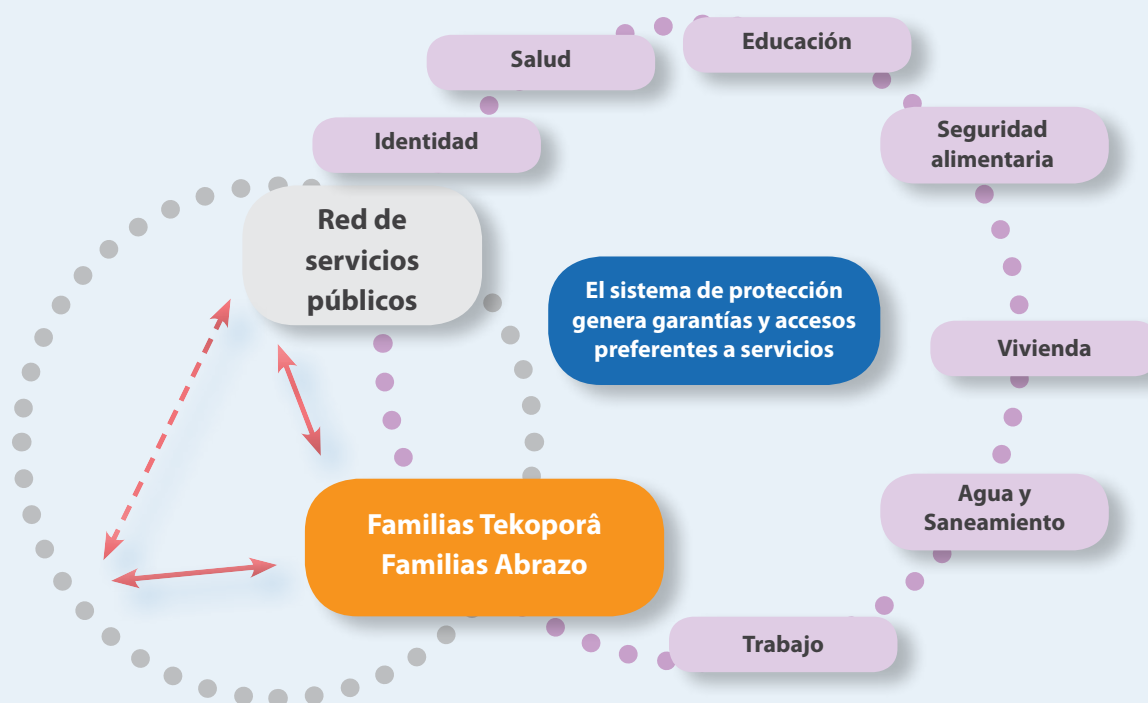 Educación
Salud
Identidad
Seguridad
alimentaria
Red de
servicios
públicos
El sistema de protección
genera garantías y accesos
preferentes a servicios
Vivienda
Familias Tekoporâ
Familias Abrazo
Agua y
Saneamiento
Trabajo